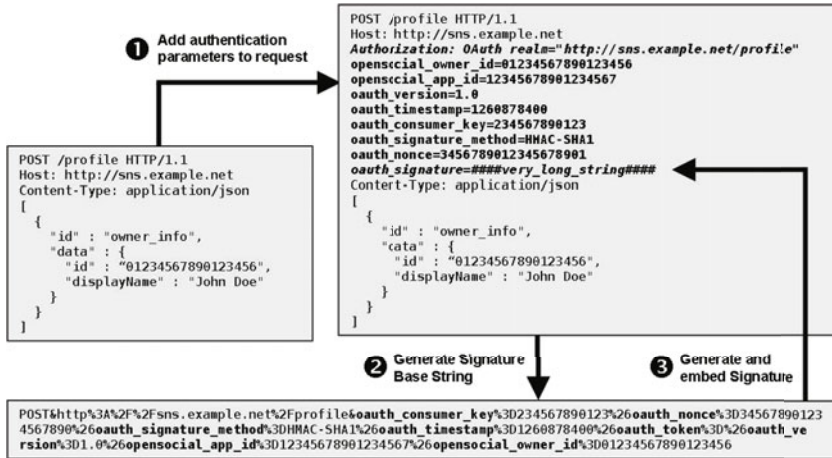 ❶ Add authentication
parameters to request
POST /profile HTTP/1.1
Host: http://sns.example.net
Content-Type: application/json
[
{
"id" : "owner_info",
"data" : {
"id" : “01234567890123456",
"displayName" : "John Doe"
}
}
]
POST /profile HTTP/1.1
Host: http://sns.example.net
Authorization: OAuth realm="http://sns.example.net/profile"
opensocial_owner_id=01234567890123456
opensocial_app_id=12345678901234567
oauth_version=1.0
oauth_timestamp=1260878400
oauth_consumer_key=234567890123
oauth_signature_method=HMAC-SHA1
oauth_nonce=3456789012345678901
oauth_signature=####very_long_string####
Content-Type: application/json
[
{
"id" : "owner_info",
"data" : {
"id" : “01234567890123456",
"displayName" : "John Doe"
}
}
]
❷ Generate Signature
Base String
❸ Generate and
embed Signature
POST&http%3A%2F%2Fsns.example.net%2Fprofile&oauth_consumer_key%3D234567890123%26oauth_nonce%3D34567890123
4567890%26oauth_signature_method%3DHMAC-SHA1%26oauth_timestamp%3D1260878400%26oauth_token%3D%26oauth_ve
rsion%3D1.0%26opensocial_app_id%3D12345678901234567%26opensocial_owner_id%3D01234567890123456